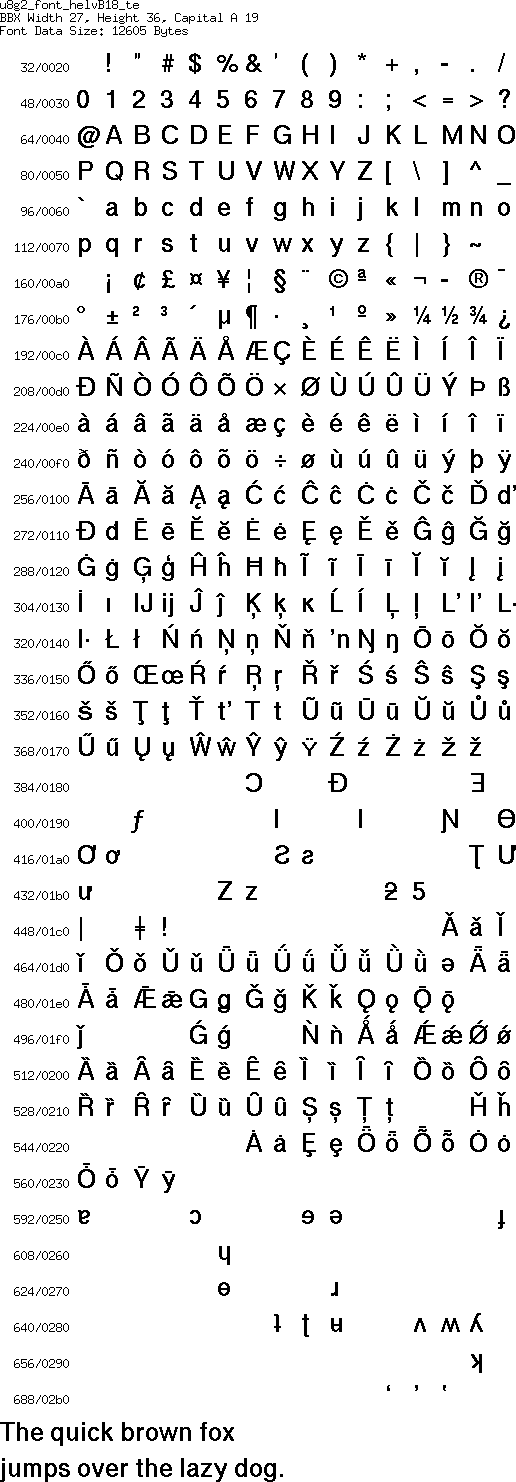 u8g2_font_helvB18_te
BBX Width 27, Height 36, Capital A 19
Font Data Size: 12605 Bytes
32/0020 ! " # $ % & ' ( ) * + , - . /
48/0030 0 1 2 3 4 5 6 7 8 9 : ; < = > ?
64/0040 @ A B C D E F G H I J K L M N O
80/0050 P Q R S T U V W X Y Z [ \ ] ^ _
96/0060 ` a b c d e f g h i j k l m n o
112/0070 p q r s t u v w x y z { | } ~
160/00a0 ¡ ¢ £ ¤ ¥ ¦ § ¨ © ª « ¬ - ® ¯
176/00b0 ° ± ² ³ ´ µ ¶ · ¸ ¹ º » ¼ ½ ¾ ¿
192/00c0 À Á Â Ã Ä Å Æ Ç È É Ê Ë Ì Í Î Ï
208/00d0 Ð Ñ Ò Ó Ô Õ Ö × Ø Ù Ú Û Ü Ý Þ ß
224/00e0 à á â ã ä å æ ç è é ê ë ì í î ï
240/00f0 ð ñ ò ó ô õ ö ÷ ø ù ú û ü ý þ ÿ
256/0100 Ā ā Ă ă Ą ą Ć ć Ĉ ĉ Ċ ċ Č č Ď ď
272/0110 Đ d Ē ē Ĕ ĕ Ė ė Ę ę Ě ě Ĝ ĝ Ğ ğ
288/0120 Ġ ġ Ģ ģ Ĥ ĥ Ħ ħ Ĩ ĩ Ī ī Ĭ ĭ Į į
304/0130 İ ı Ĳ ĳ Ĵ ĵ Ķ ķ ĸ Ĺ ĺ Ļ ļ Ľ ľ Ŀ
320/0140 ŀ Ł ł Ń ń Ņ ņ Ň ň ŉ Ŋ ŋ Ō ō Ŏ ŏ
336/0150 Ő ő Œ œ Ŕ ŕ Ŗ ŗ Ř ř Ś ś Ŝ ŝ Ş ş
352/0160 š š Ţ ţ Ť ť T t Ũ ũ Ū ū Ŭ ŭ Ů ů
368/0170 Ű ű Ų ų Ŵ ŵ Ŷ ŷ Ÿ Ź ź Ż ż ž ž
384/0180 Ɔ Ɖ Ǝ
400/0190 ƒ I I Ɲ Ɵ
416/01a0 Ơ ơ Ƨ ƨ Ʈ Ư
432/01b0 ư Z z ƻ 5
448/01c0 ǀ ǂ ǃ Ǎ ǎ Ǐ
464/01d0 ǐ Ǒ ǒ Ǔ ǔ Ǖ ǖ Ǘ ǘ Ǚ ǚ Ǜ ǜ ǝ Ǟ ǟ
480/01e0 Ǡ ǡ Ǣ ǣ G g Ǧ ǧ Ǩ ǩ Ǫ ǫ Ǭ ǭ
496/01f0 ǰ Ǵ ǵ Ǹ ǹ Ǻ ǻ Ǽ ǽ Ǿ ǿ
512/0200 Ȁ ȁ Ȃ ȃ Ȅ ȅ Ȇ ȇ Ȉ ȉ Ȋ ȋ Ȍ ȍ Ȏ ȏ
528/0210 Ȑ ȑ Ȓ ȓ Ȕ ȕ Ȗ ȗ Ș ș Ț ț Ȟ ȟ
544/0220 Ȧ ȧ Ȩ ȩ Ȫ ȫ Ȭ ȭ Ȯ ȯ
560/0230 Ȱ ȱ Ȳ ȳ
592/0250 ɐ ɔ ɘ ə ɟ
608/0260 ɥ
624/0270 ɵ ɹ
640/0280 ʇ ʈ ʉ ʌ ʍ ʎ
656/0290 ʞ
688/02b0 ʻ ʼ ʽ
The quick brown fox
jumps over the lazy dog.